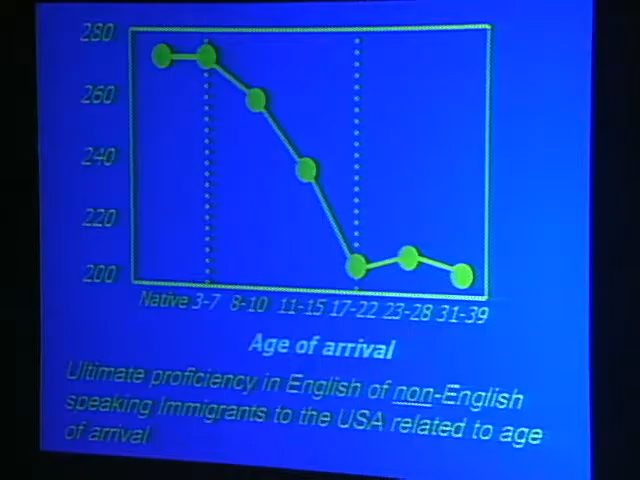 280
260
240
220
200
Native 3-7 8-10 11-15 17-22 23-28 31-39
Age of arrival
Ultimate proficiency in English of non-English
speaking Immigrants to the USA related to age
of arrival